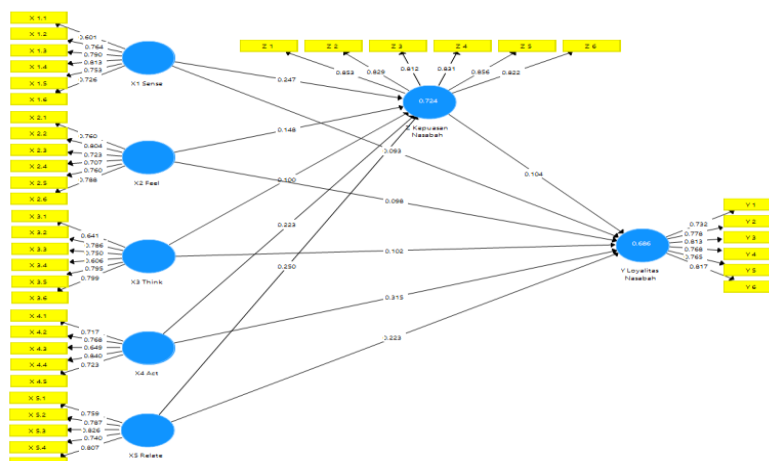 X 1.1
X 1.2
X 1.3
X 1.4
X 1.5
X 1.6
0.601
0.764
0.790
0.813
0.753
0.726
X1 Sense
X 2.1
X 2.2
X 2.3
X 2.4
X 2.5
X 2.6
0.760
0.804
0.723
0.707
0.760
0.788
X2 Feel
X 3.1
X 3.2
X 3.3
X 3.4
X 3.5
X 3.6
0.641
0.786
0.750
0.606
0.795
0.799
X3 Think
X 4.1
X 4.2
X 4.3
X 4.4
X 4.5
0.717
0.768
0.649
0.840
0.723
X4 Act
X 5.1
X 5.2
X 5.3
X 5.4
0.759
0.787
0.826
0.740
0.807
X5 Relate
Z 1
Z 2
Z 3
Z 4
Z 5
Z 6
0.853
0.829
0.812
0.831
0.856
0.822
0.724
Z Kepuasan
Nasabah
0.247
0.148
0.100
0.223
0.250
0.093
0.098
0.102
0.315
0.223
0.104
0.686
Y Loyalitas
Nasabah
0.732
0.778
0.813
0.768
0.765
0.817
Y 1
Y 2
Y 3
Y 4
Y 5
Y 6